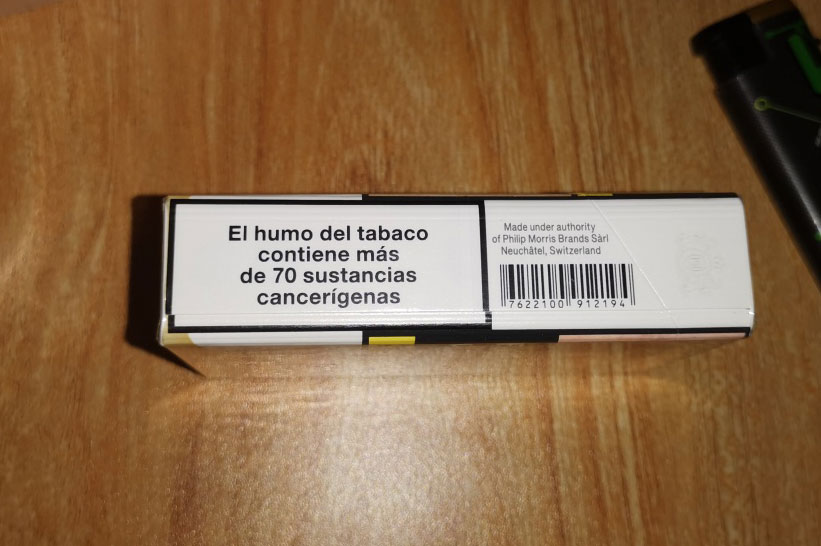 El humo del tabaco
contiene más
de 70 sustancias
cancerígenas
Made under authority
of Philip Morris Brands Sàrl
Neuchâtel, Switzerland
7622100 912194